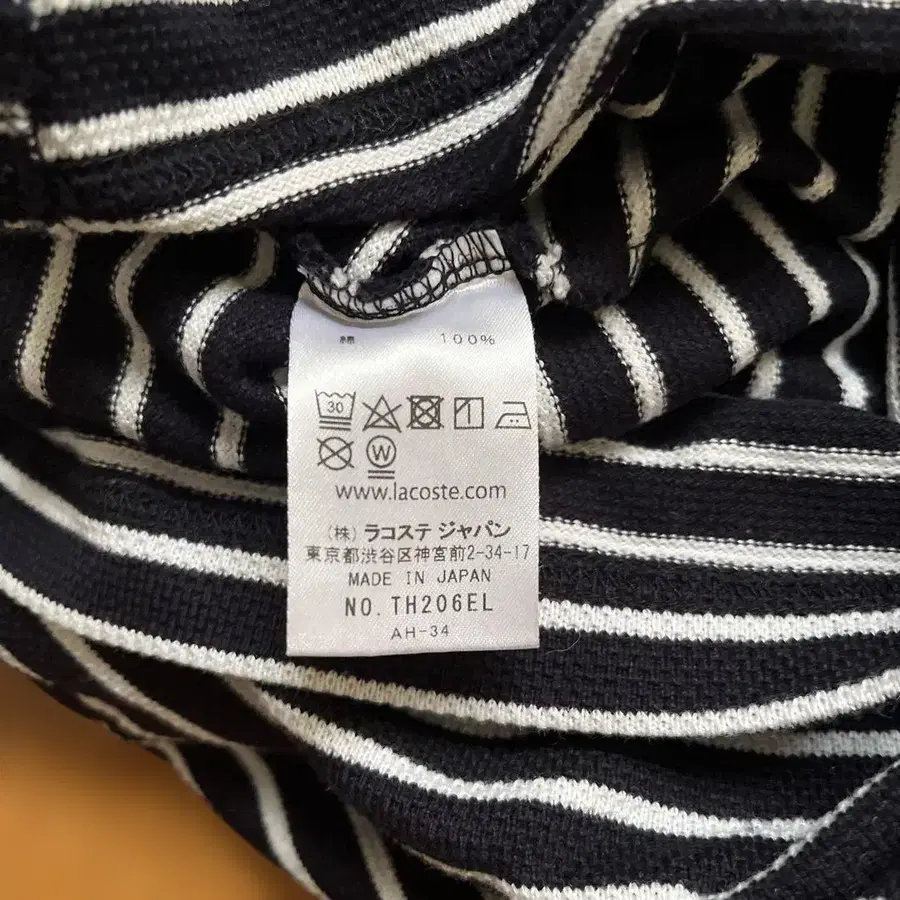 綿 100%
30
W
www.lacoste.com
(株) ラコステ ジャパン
東京都渋谷区神宮前2-34-17
MADE IN JAPAN
NO. TH206EL
AH-34